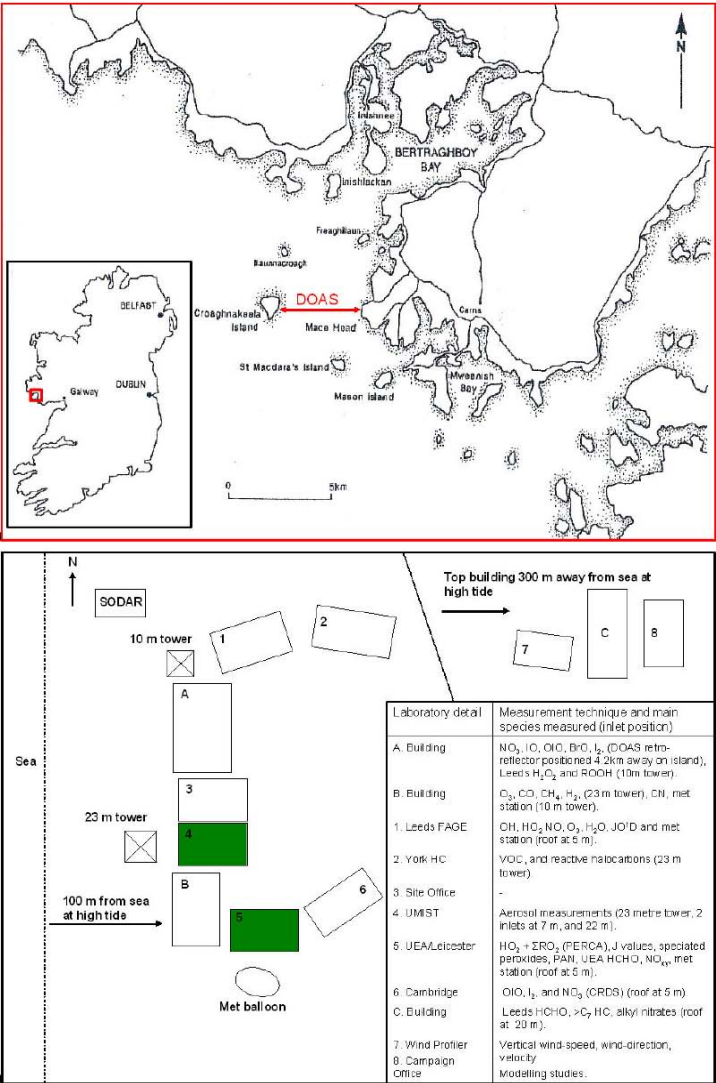 N
Inishnee
BERTRAGHBOY
BAY
Inishlackan
Freaghillaun
DOAS
Croaghnakeela
Island
Mace Head
Carna
St Macdara's Island
Mweenish
Bay
Mason Island
0
5km
BELFAST
DUBLIN
Galway
N
SODAR
10 m tower
1
2
A
Sea
3
23 m tower
4
B
100 m from sea
at high tide
5
6
Met balloon
Top building 300 m away from sea at
high tide
7
C
8
Laboratory detail
Measurement technique and main
species measured (inlet position)
A. Building
NO3, IO, OIO, BrO, I2, (DOAS retro-
reflector positioned 4.2km away on island),
Leeds H2O2 and ROOH (10m tower).
B. Building
O3, CO, CH4, H2, (23 m tower), CN, met
station (10 m tower).
1. Leeds FAGE
OH, HO2 NO, O3, H2O, JO1D and met
station (roof at 5 m).
2. York HC
VOC, and reactive halocarbons (23 m
tower)
3. Site Office
-
4. UMIST
Aerosol measurements (23 metre tower, 2
inlets at 7 m, and 22 m).
5. UEA/Leicester
HO2 + ΣRO2 (PERCA), J values, speciated
peroxides, PAN, UEA HCHO, NOxy, met
station (roof at 5 m).
6. Cambridge
OIO, I2, and NO3 (CRDS) (roof at 5 m)
C. Building
Leeds HCHO, >C7 HC, alkyl nitrates (roof
at 20 m).
7. Wind Profiler
Vertical wind-speed, wind-direction,
velocity
8. Campaign
Office
Modelling studies.